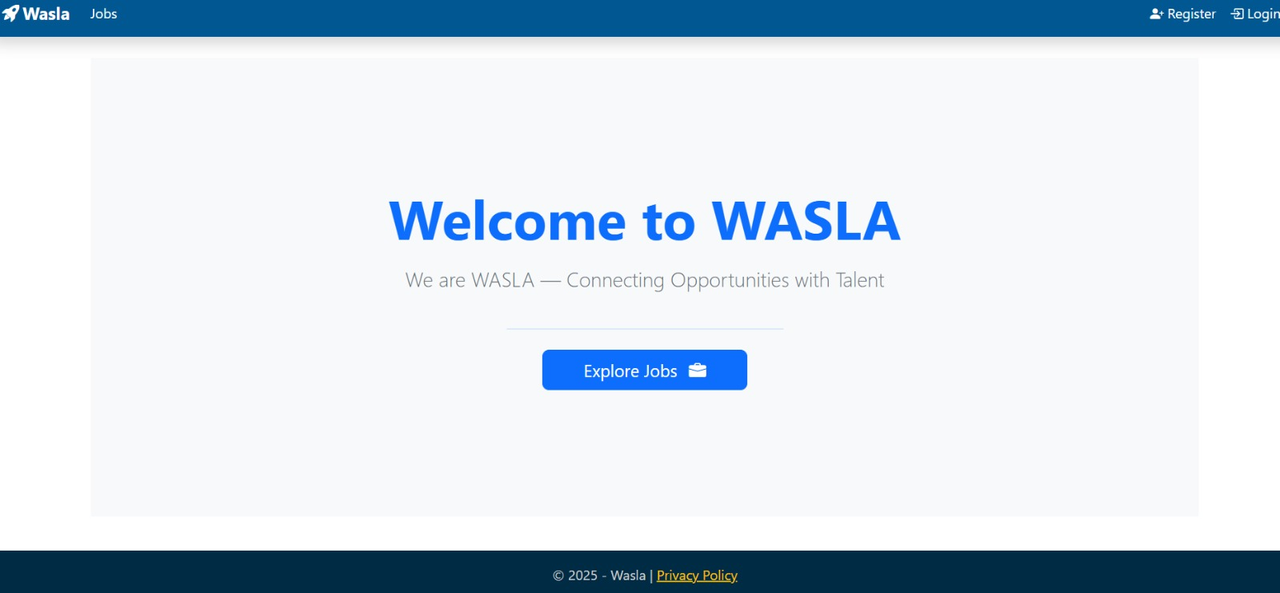 Wasla Jobs Register Login
Welcome to WASLA
We are WASLA — Connecting Opportunities with Talent
Explore Jobs
© 2025 - Wasla | Privacy Policy